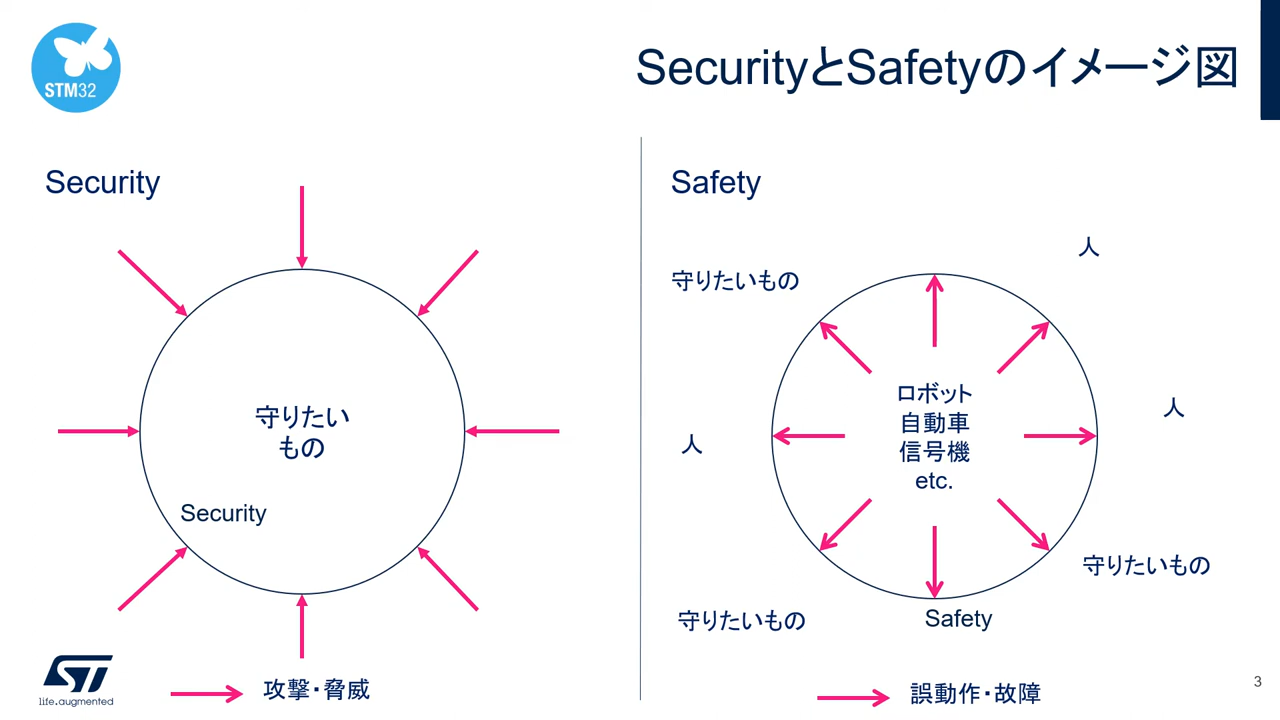 STM32
SecurityとSafetyのイメージ図
Security
守りたい
もの
Security
攻撃・脅威
Safety
人
守りたいもの
ロボット
自動車
信号機
etc.
人
人
守りたいもの
守りたいもの
Safety
誤動作・故障
ST
life.augmented
3